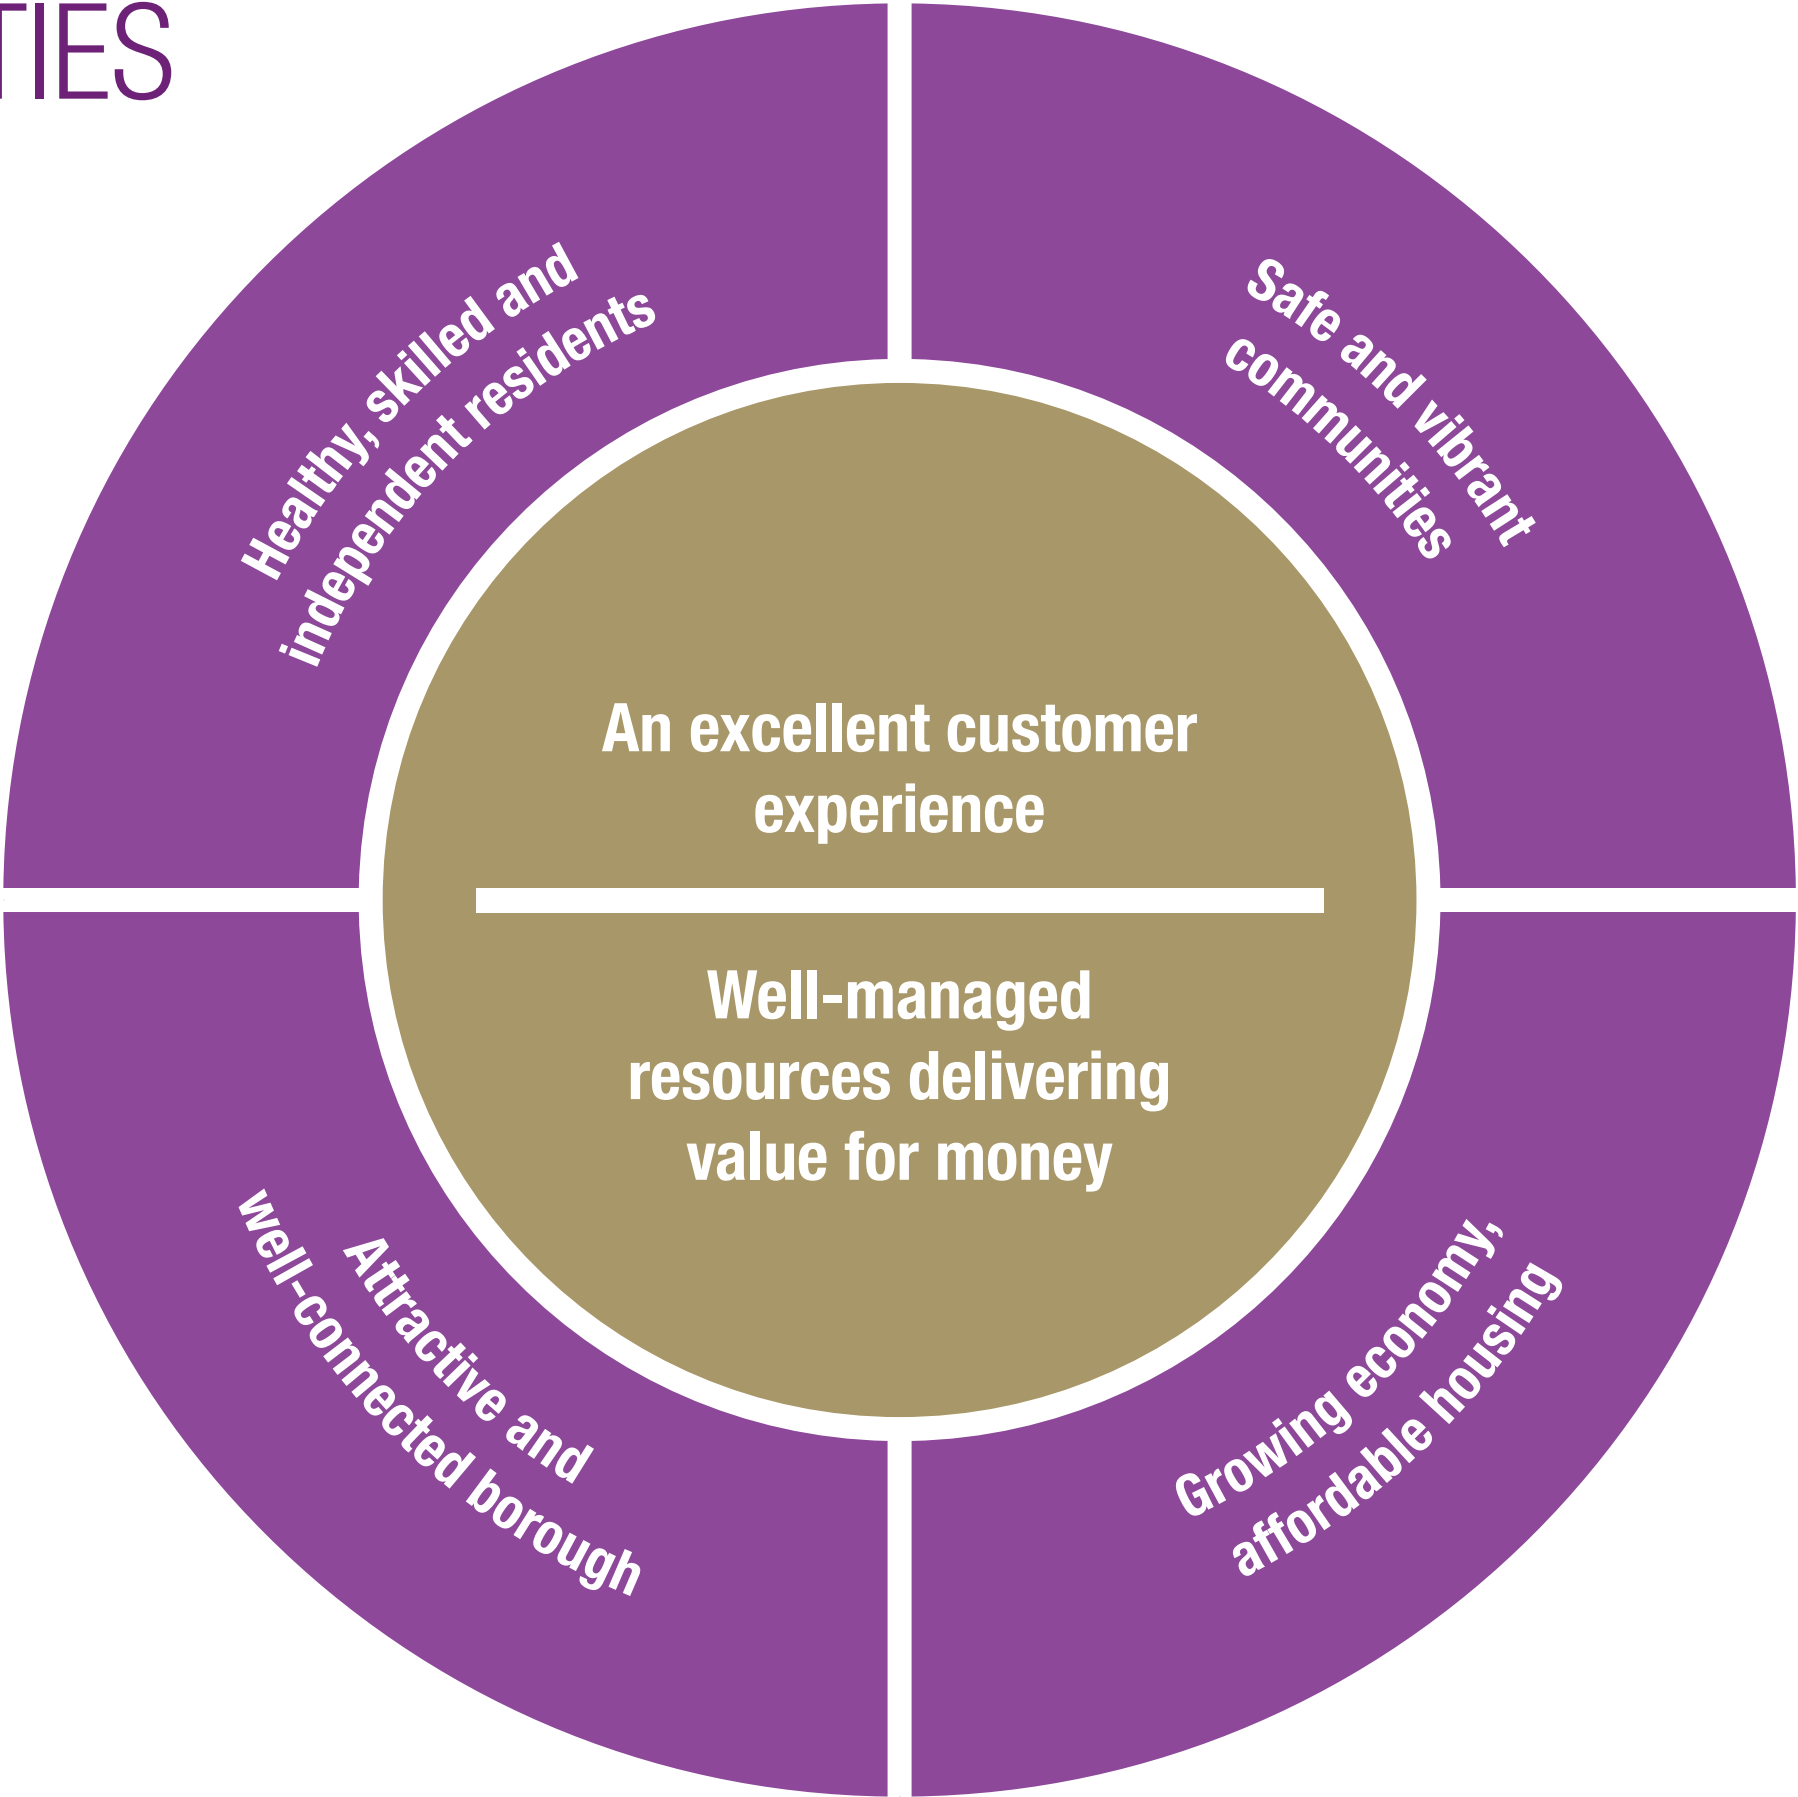 TIES
Healthy, skilled and
independent residents
Safe and vibrant
communities
An excellent customer
experience
Well-managed
resources delivering
value for money
Attractive and
well-connected borough
Growing economy,
affordable housing